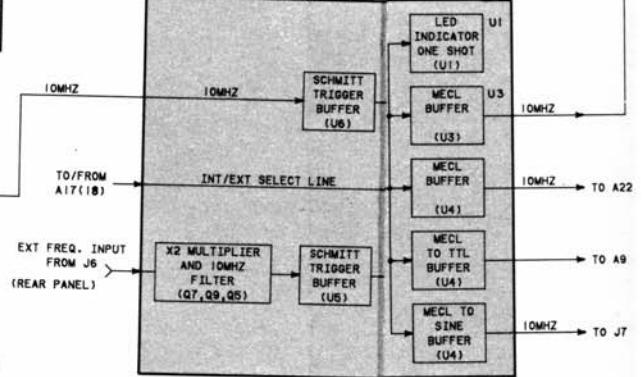 LED
INDICATOR
ONE SHOT
(U1)
U1
10MHZ
10MHZ
SCHMITT
TRIGGER
BUFFER
(U6)
MECL
BUFFER
(U3)
U3
10MHZ
TO/FROM
A17(18)
INT/EXT SELECT LINE
MECL
BUFFER
(U4)
10MHZ
TO A22
EXT FREQ. INPUT
FROM J6
(REAR PANEL)
X2 MULTIPLIER
AND 10MHZ
FILTER
(Q7,Q9,Q5)
SCHMITT
TRIGGER
BUFFER
(U5)
MECL
TO TTL
BUFFER
(U4)
TO A9
MECL TO
SINE
BUFFER
(U4)
10MHZ
TO J7